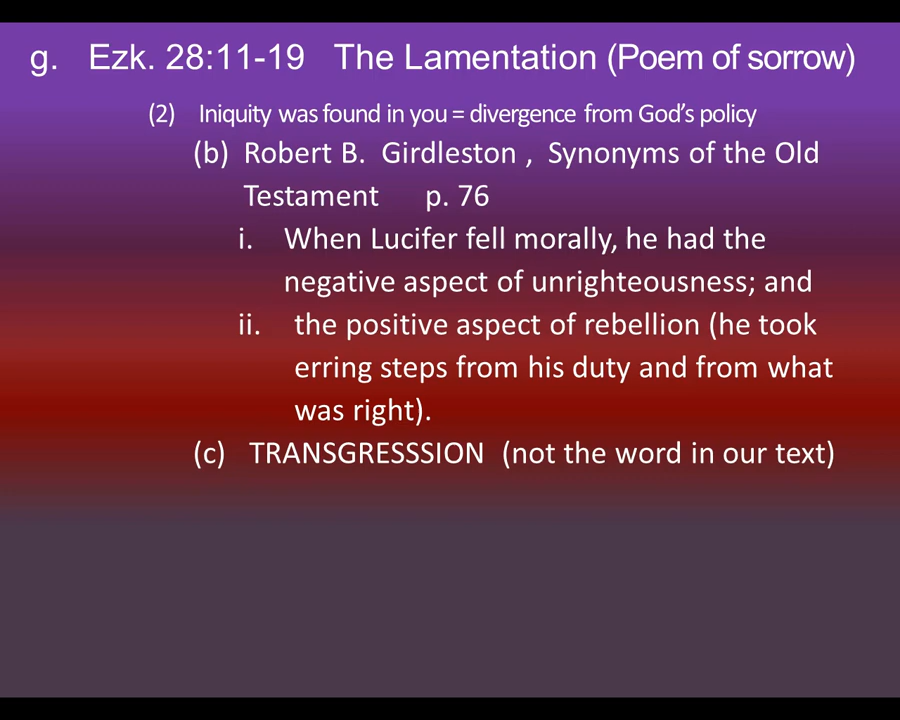 g. Ezk. 28:11-19 The Lamentation (Poem of sorrow)
(2) Iniquity was found in you = divergence from God's policy
(b) Robert B. Girdleston , Synonyms of the Old
Testament p. 76
i. When Lucifer fell morally, he had the
negative aspect of unrighteousness; and
ii. the positive aspect of rebellion (he took
erring steps from his duty and from what
was right).
(c) TRANSGRESSSION (not the word in our text)